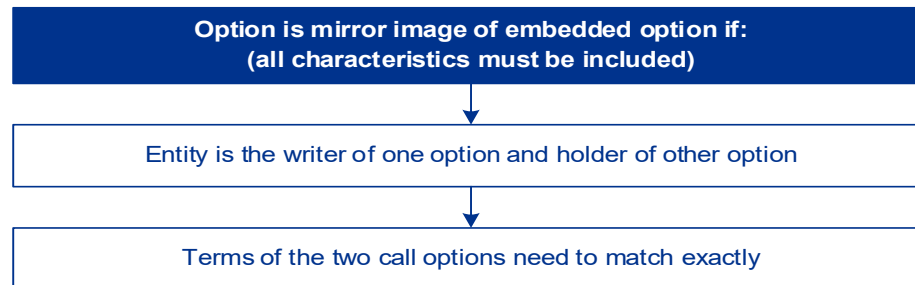 Option is mirror image of embedded option if:
(all characteristics must be included)
Entity is the writer of one option and holder of other option
Terms of the two call options need to match exactly